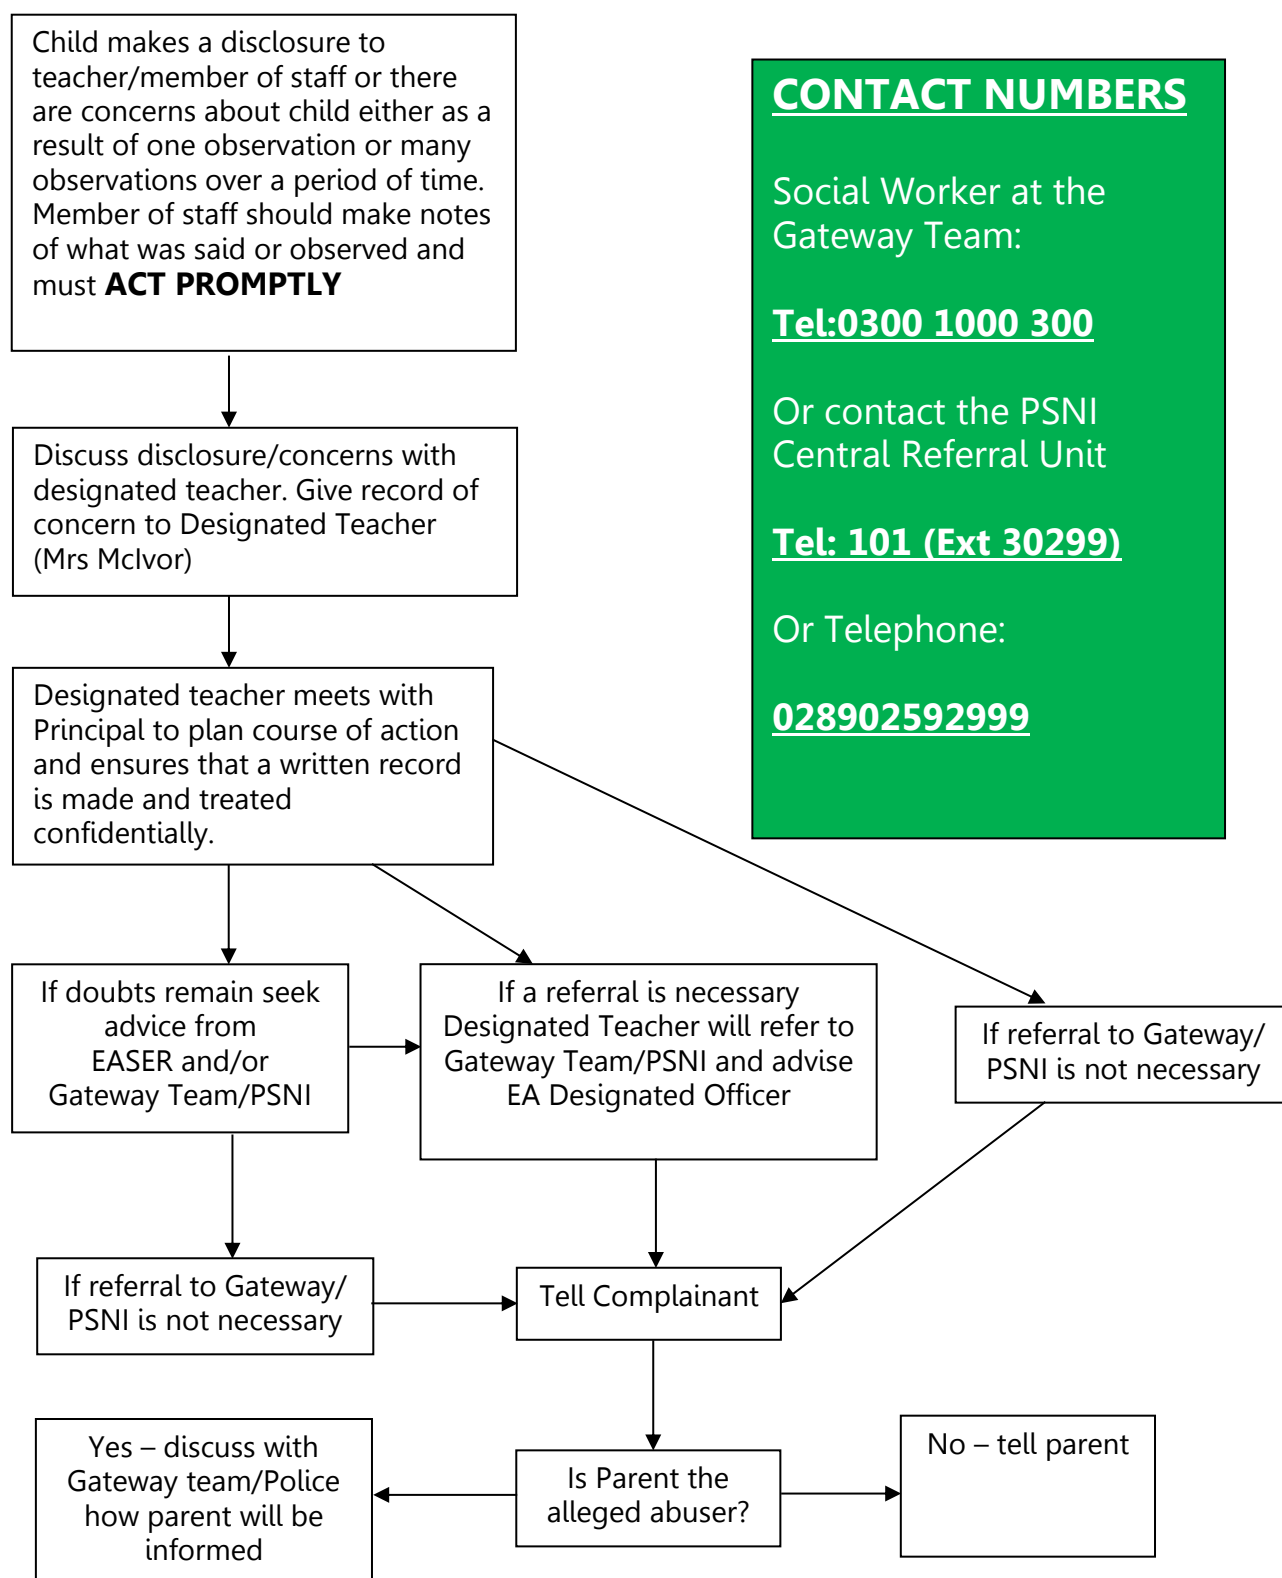 Child makes a disclosure to
teacher/member of staff or there
are concerns about child either as a
result of one observation or many
observations over a period of time.
Member of staff should make notes
of what was said or observed and
must ACT PROMPTLY
CONTACT NUMBERS
Social Worker at the
Gateway Team:
Tel:0300 1000 300
Or contact the PSNI
Central Referral Unit
Tel: 101 (Ext 30299)
Or Telephone:
028902592999
Discuss disclosure/concerns with
designated teacher. Give record of
concern to Designated Teacher
(Mrs McIvor)
Designated teacher meets with
Principal to plan course of action
and ensures that a written record
is made and treated
confidentially.
If doubts remain seek
advice from
EASER and/or
Gateway Team/PSNI
If a referral is necessary
Designated Teacher will refer to
Gateway Team/PSNI and advise
EA Designated Officer
If referral to Gateway/
PSNI is not necessary
If referral to Gateway/
PSNI is not necessary
Tell Complainant
Yes – discuss with
Gateway team/Police
how parent will be
informed
Is Parent the
alleged abuser?
No – tell parent